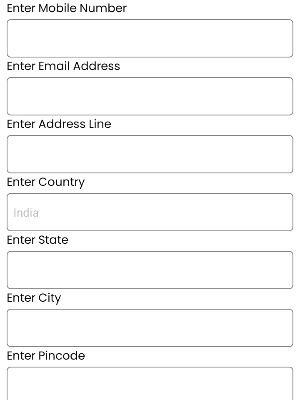 Enter Mobile Number
Enter Email Address
Enter Address Line
Enter Country
India
Enter State
Enter City
Enter Pincode